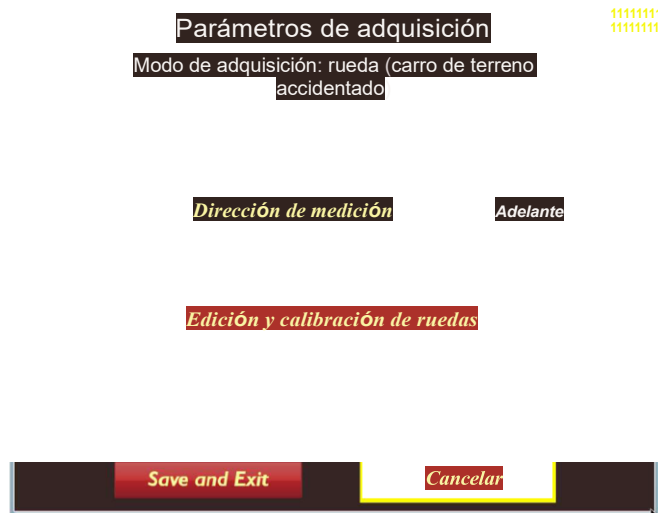 Parámetros de adquisición
Modo de adquisición: rueda (carro de terreno
accidentado
Dirección de medición Adelante
Edición y calibración de ruedas
Save and Exit Cancelar